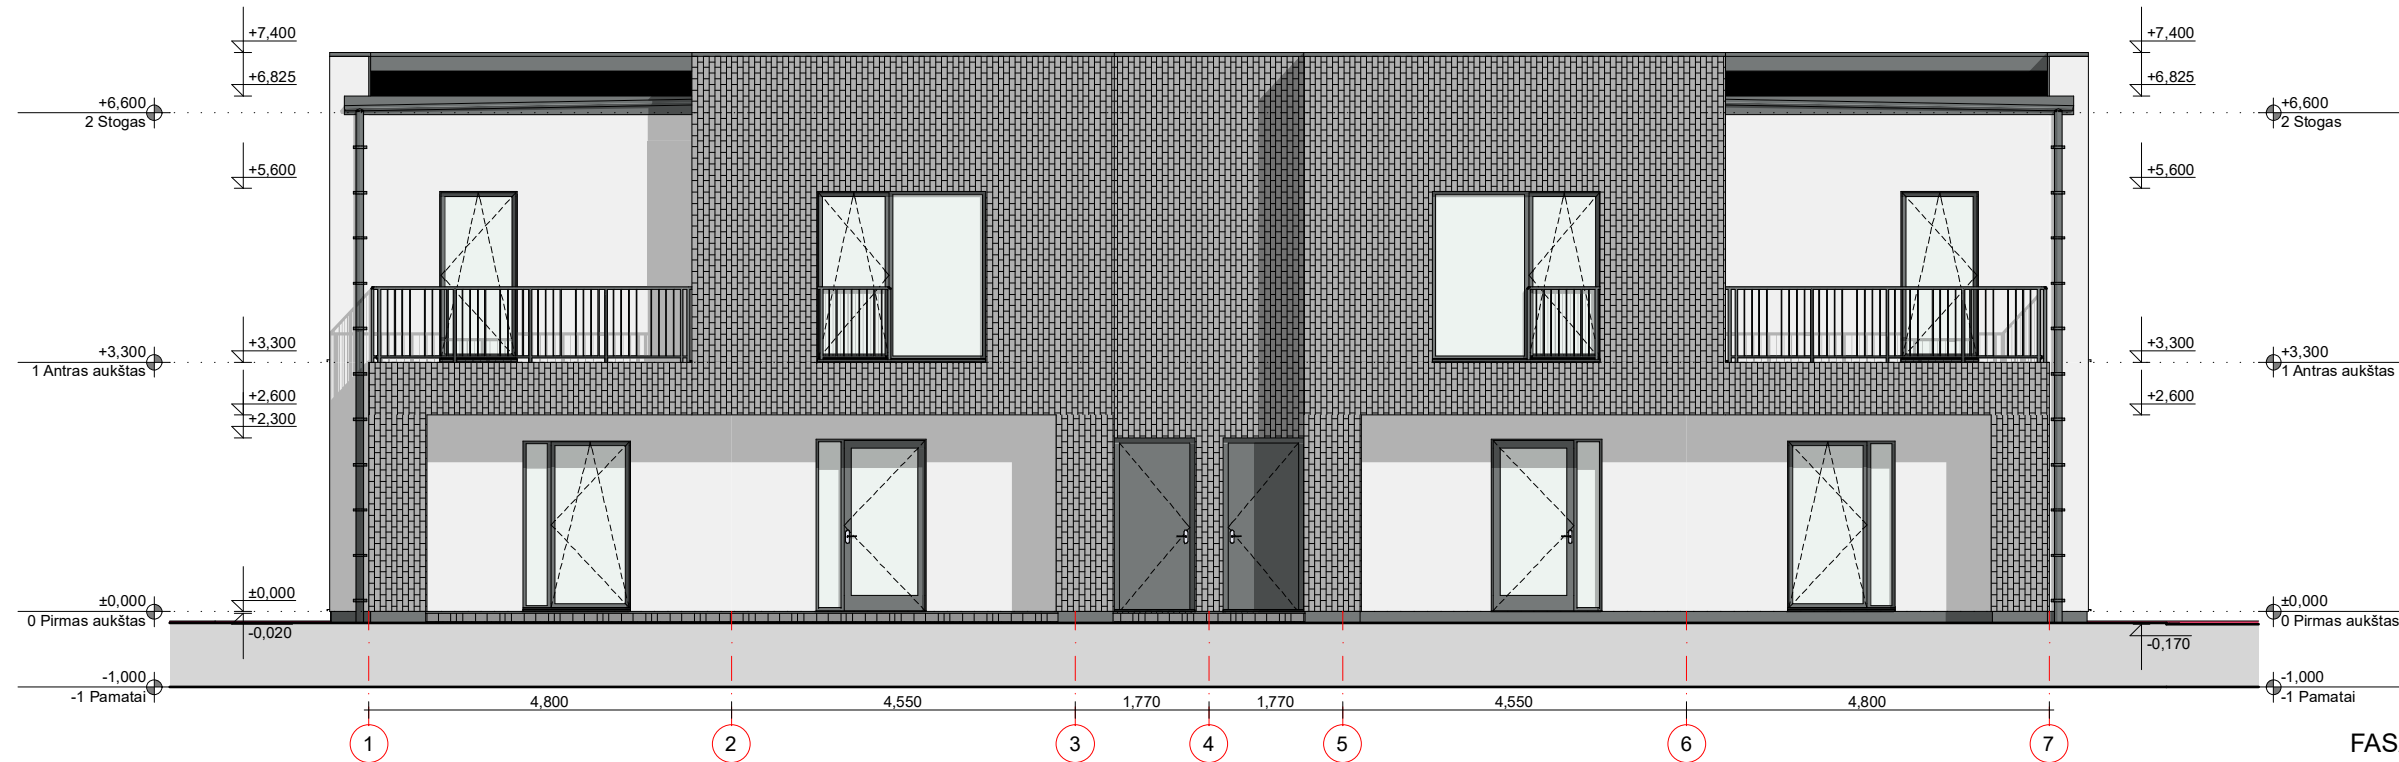 +7,400
+7,400
+6,825
+6,825
+6,600
2 Stogas
+6,600
2 Stogas
+5,600
+5,600
+3,300
1 Antras aukštas
+3,300
+3,300
+3,300
1 Antras aukštas
+2,600
+2,600
+2,300
±0,000
0 Pirmas aukštas
±0,000
±0,000
0 Pirmas aukštas
-0,020
-0,170
-1,000
-1 Pamatai
-1,000
-1 Pamatai
4,800 4,550 1,770 1,770 4,550 4,800
1 2 3 4 5 6 7
FAS